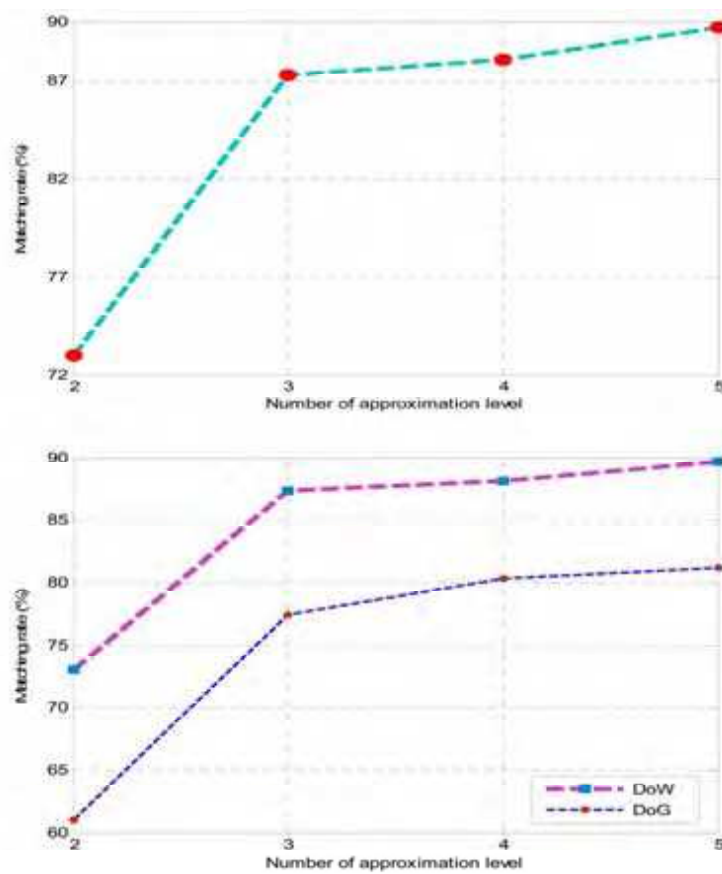 90
87
82
77
72
Matching rate (%)
2 3 4 5
Number of approximation level
90
85
80
75
70
65
60
Matching rate (%)
DoW
DoG
2 3 4 5
Number of approximation level